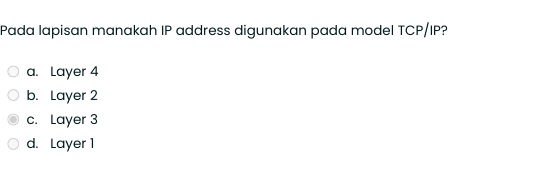 Pada lapisan manakah IP address digunakan pada model TCP/IP?
a. Layer 4
b. Layer 2
c. Layer 3
d. Layer 1